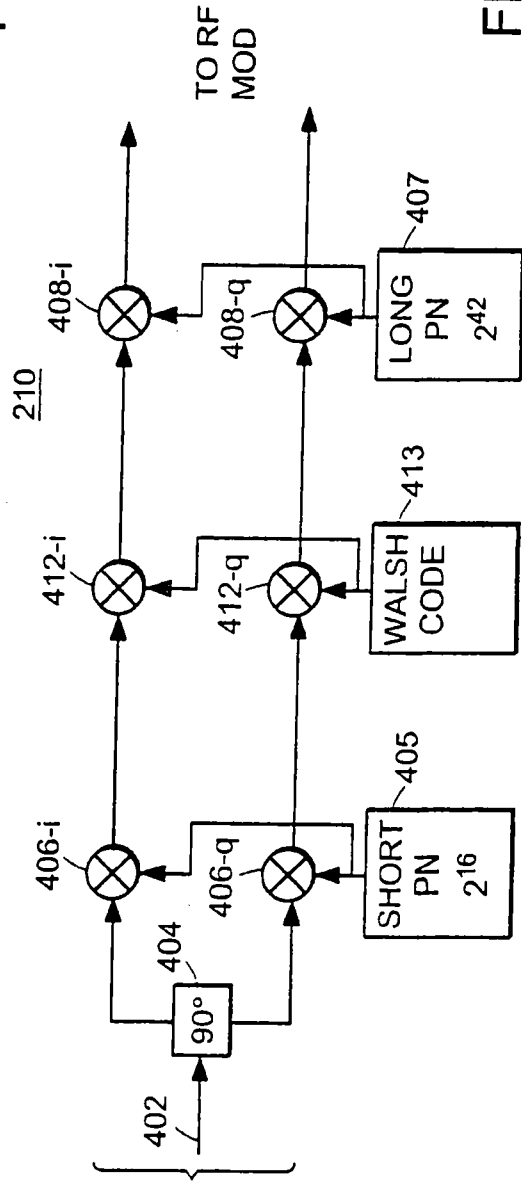 210
TO RF
MOD
408-i
412-i
406-i
408-q
412-q
406-q
404
90°
402
407
LONG
PN
2⁴²
413
WALSH
CODE
405
SHORT
PN
2¹⁶